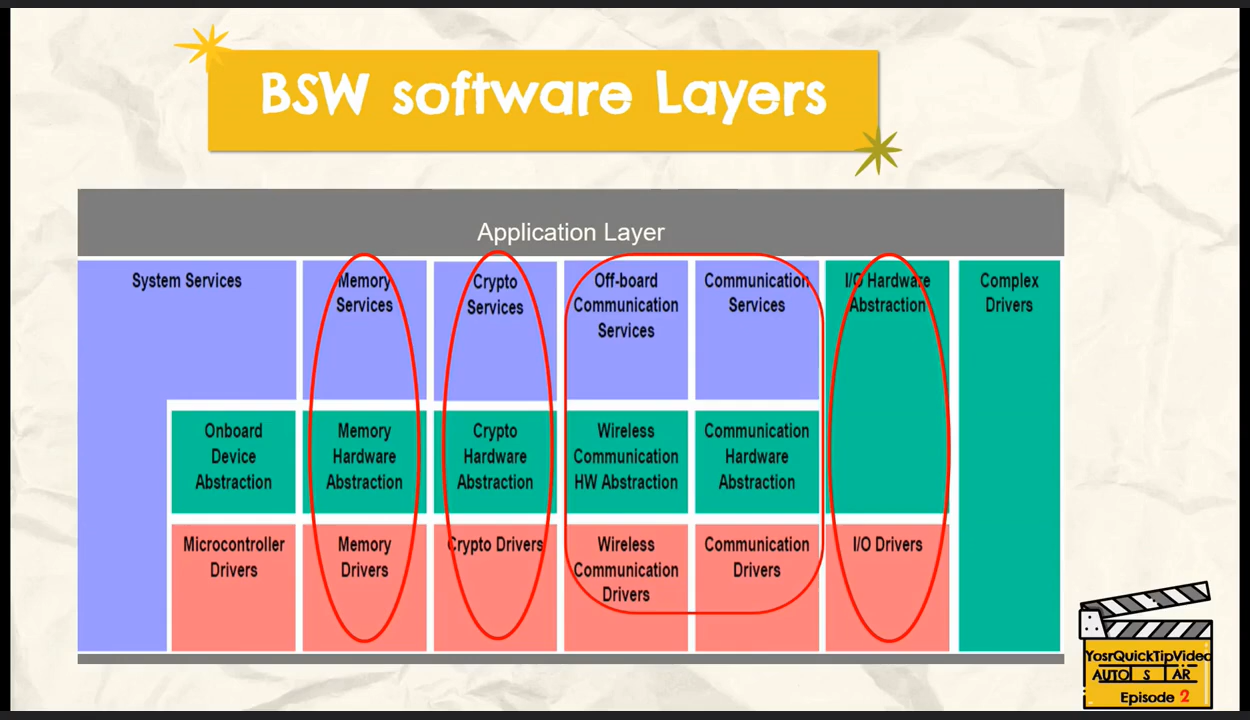 BSW software Layers
Application Layer
System Services
Memory
Services
Crypto
Services
Off-board
Communication
Services
Communication
Services
I/O Hardware
Abstraction
Complex
Drivers
Onboard
Device
Abstraction
Memory
Hardware
Abstraction
Crypto
Hardware
Abstraction
Wireless
Communication
HW Abstraction
Communication
Hardware
Abstraction
Microcontroller
Drivers
Memory
Drivers
Crypto Drivers
Wireless
Communication
Drivers
Communication
Drivers
I/O Drivers
YosrQuickTipVideo
AUTO S AR
Episode 2